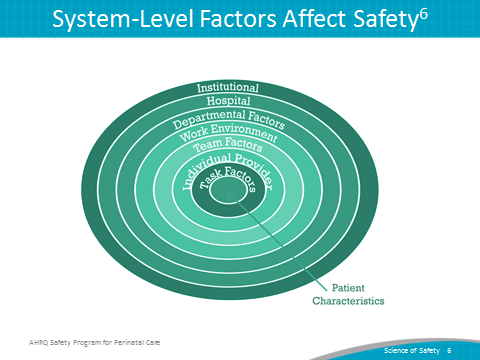 System-Level Factors Affect Safety6
Institutional
Hospital
Departmental Factors
Work Environment
Team Factors
Individual Provider
Task Factors
Patient
Characteristics
AHRQ Safety Program for Perinatal Care
Science of Safety 6